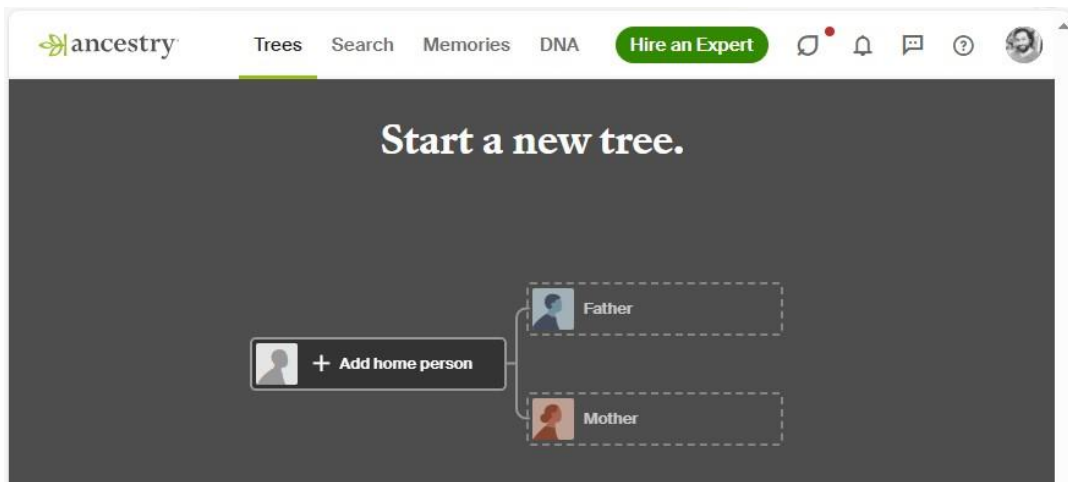 ancestry
Trees Search Memories DNA Hire an Expert
Start a new tree.
Father
+ Add home person
Mother